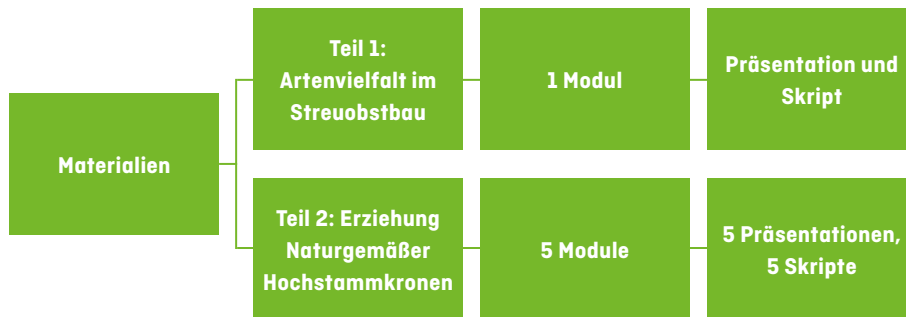 Materialien
Teil 1:
Artenvielfalt im
Streuobstbau
1 Modul
Präsentation und
Skript
Teil 2: Erziehung
Naturgemäßer
Hochstammkronen
5 Module
5 Präsentationen,
5 Skripte